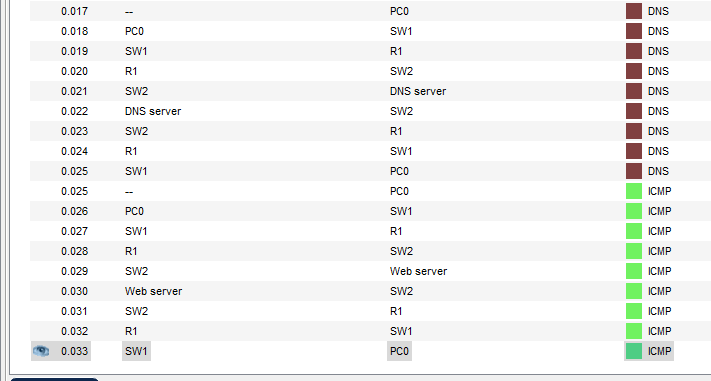 0.017 -- PC0 DNS
0.018 PC0 SW1 DNS
0.019 SW1 R1 DNS
0.020 R1 SW2 DNS
0.021 SW2 DNS server DNS
0.022 DNS server SW2 DNS
0.023 SW2 R1 DNS
0.024 R1 SW1 DNS
0.025 SW1 PC0 DNS
0.025 -- PC0 ICMP
0.026 PC0 SW1 ICMP
0.027 SW1 R1 ICMP
0.028 R1 SW2 ICMP
0.029 SW2 Web server ICMP
0.030 Web server SW2 ICMP
0.031 SW2 R1 ICMP
0.032 R1 SW1 ICMP
0.033 SW1 PC0 ICMP